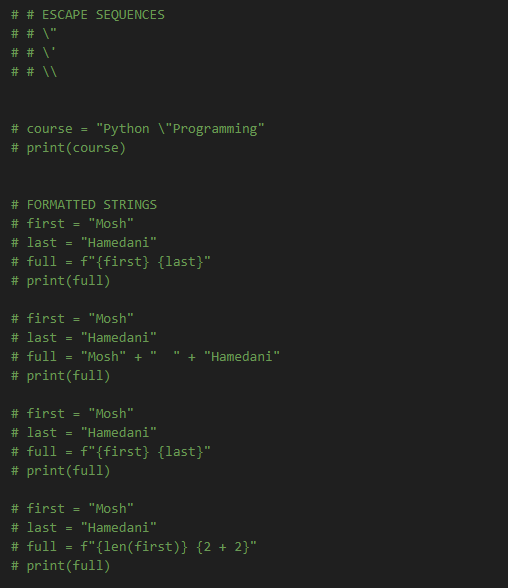 # # ESCAPE SEQUENCES
# # \"
# # \'
# # \\
# course = "Python \"Programming"
# print(course)
# FORMATTED STRINGS
# first = "Mosh"
# last = "Hamedani"
# full = f"{first} {last}"
# print(full)
# first = "Mosh"
# last = "Hamedani"
# full = "Mosh" + "  " + "Hamedani"
# print(full)
# first = "Mosh"
# last = "Hamedani"
# full = f"{first} {last}"
# print(full)
# first = "Mosh"
# last = "Hamedani"
# full = f"{len(first)} {2 + 2}"
# print(full)